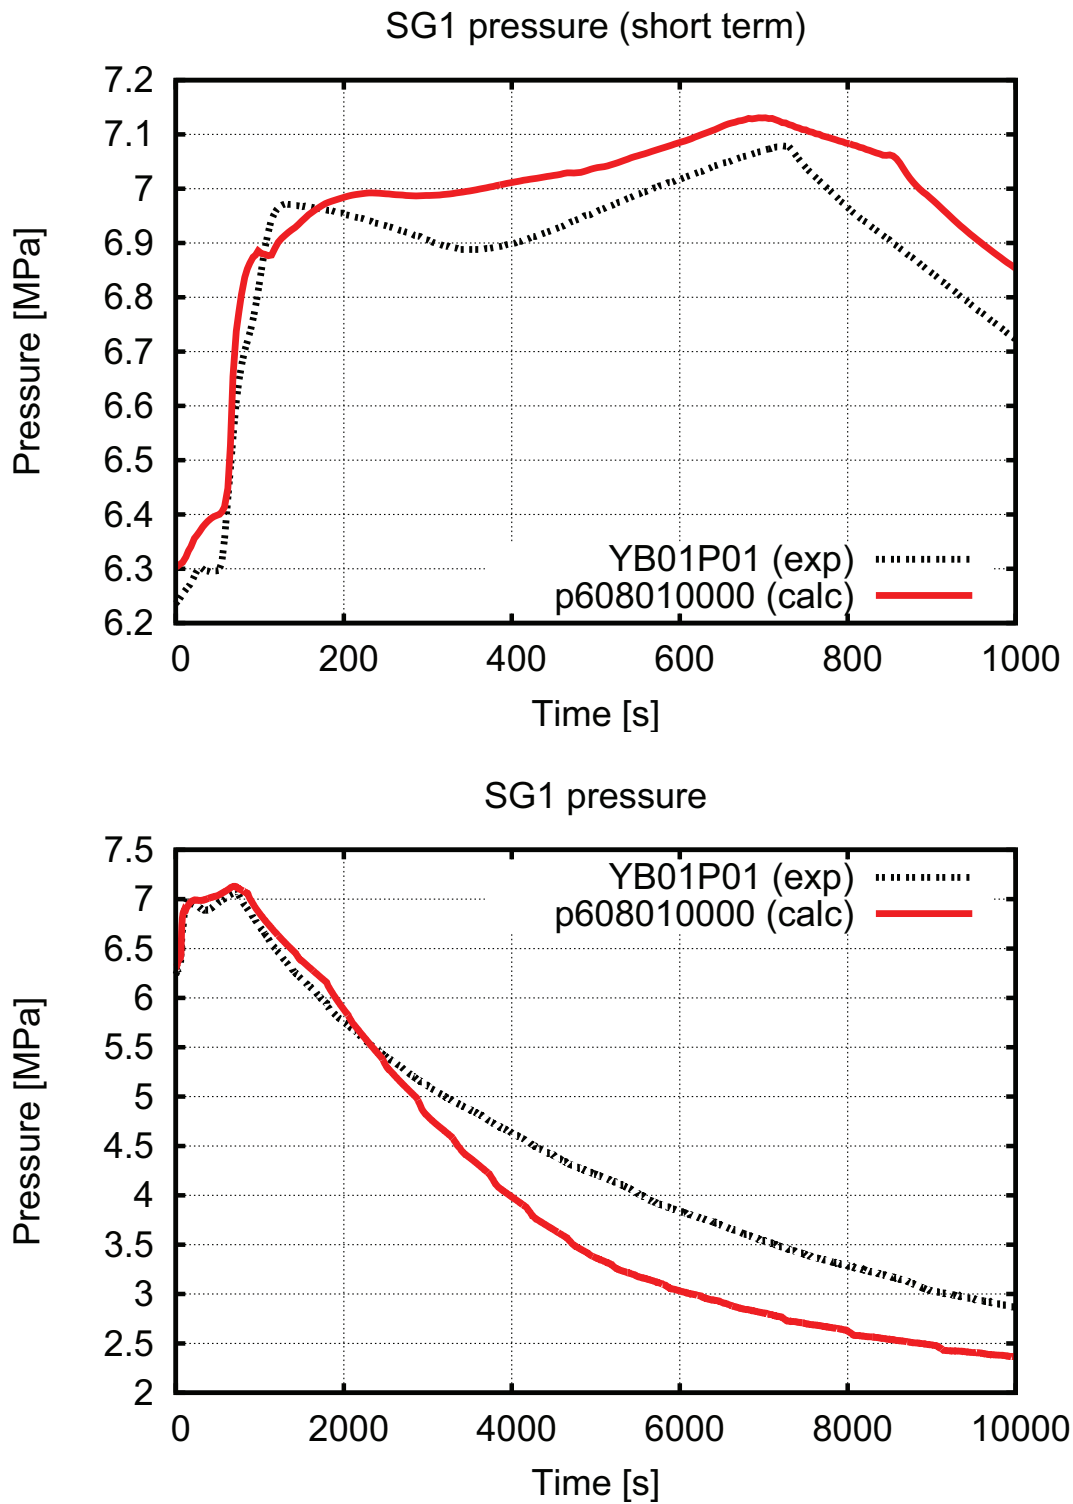 SG1 pressure (short term)
7.2
7.1
7
6.9
6.8
6.7
6.6
6.5
6.4
6.3
6.2
Pressure [MPa]
YB01P01 (exp)
p608010000 (calc)
0 200 400 600 800 1000
Time [s]
SG1 pressure
7.5
7
6.5
6
5.5
5
4.5
4
3.5
3
2.5
2
Pressure [MPa]
YB01P01 (exp)
p608010000 (calc)
0 2000 4000 6000 8000 10000
Time [s]